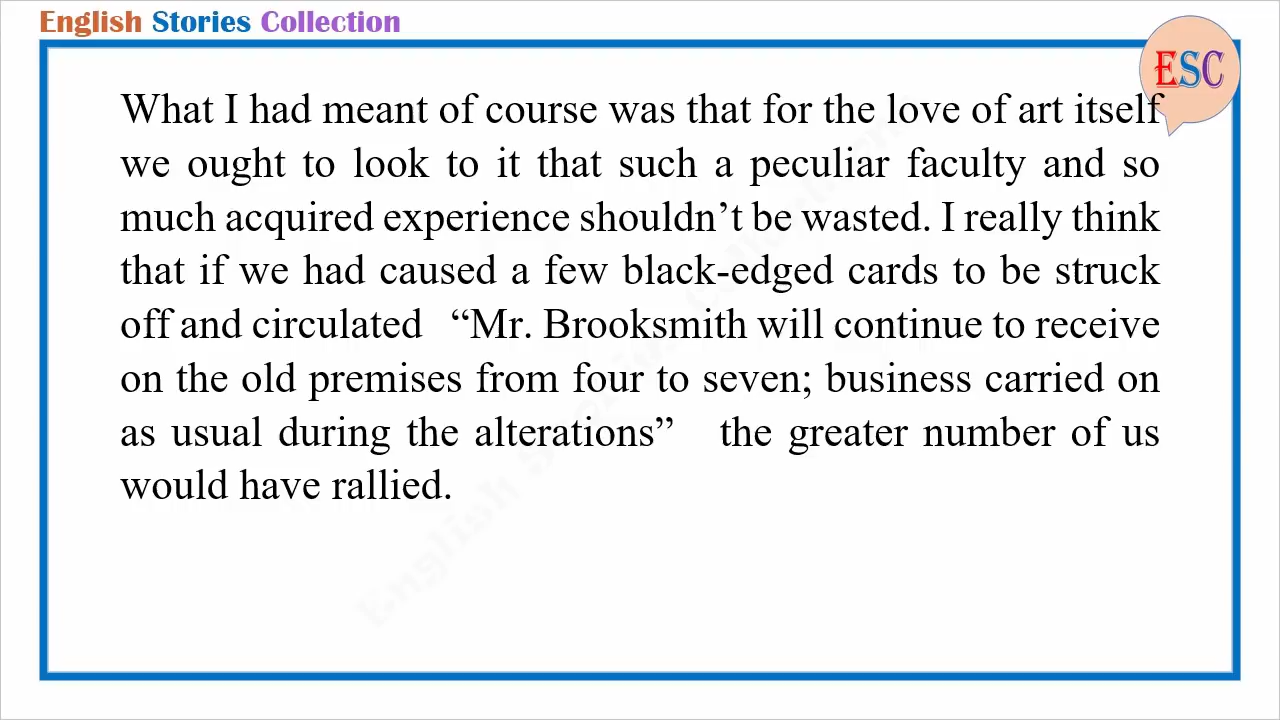 English Stories Collection
ESC
What I had meant of course was that for the love of art itself
we ought to look to it that such a peculiar faculty and so
much acquired experience shouldn’t be wasted. I really think
that if we had caused a few black-edged cards to be struck
off and circulated “Mr. Brooksmith will continue to receive
on the old premises from four to seven; business carried on
as usual during the alterations” the greater number of us
would have rallied.
English Stories Collection